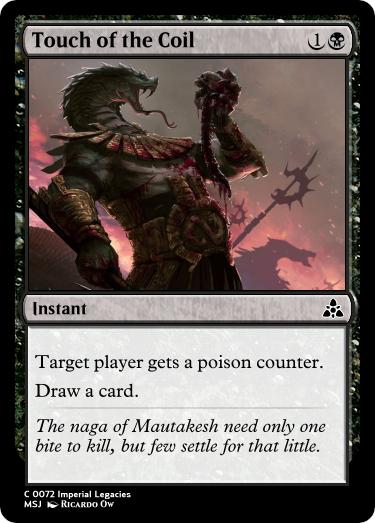 Touch of the Coil 1
Instant
Target player gets a poison counter.
Draw a card.
The naga of Mautakesh need only one
bite to kill, but few settle for that little.
C 0072 Imperial Legacies
MSJ Ricardo Ow